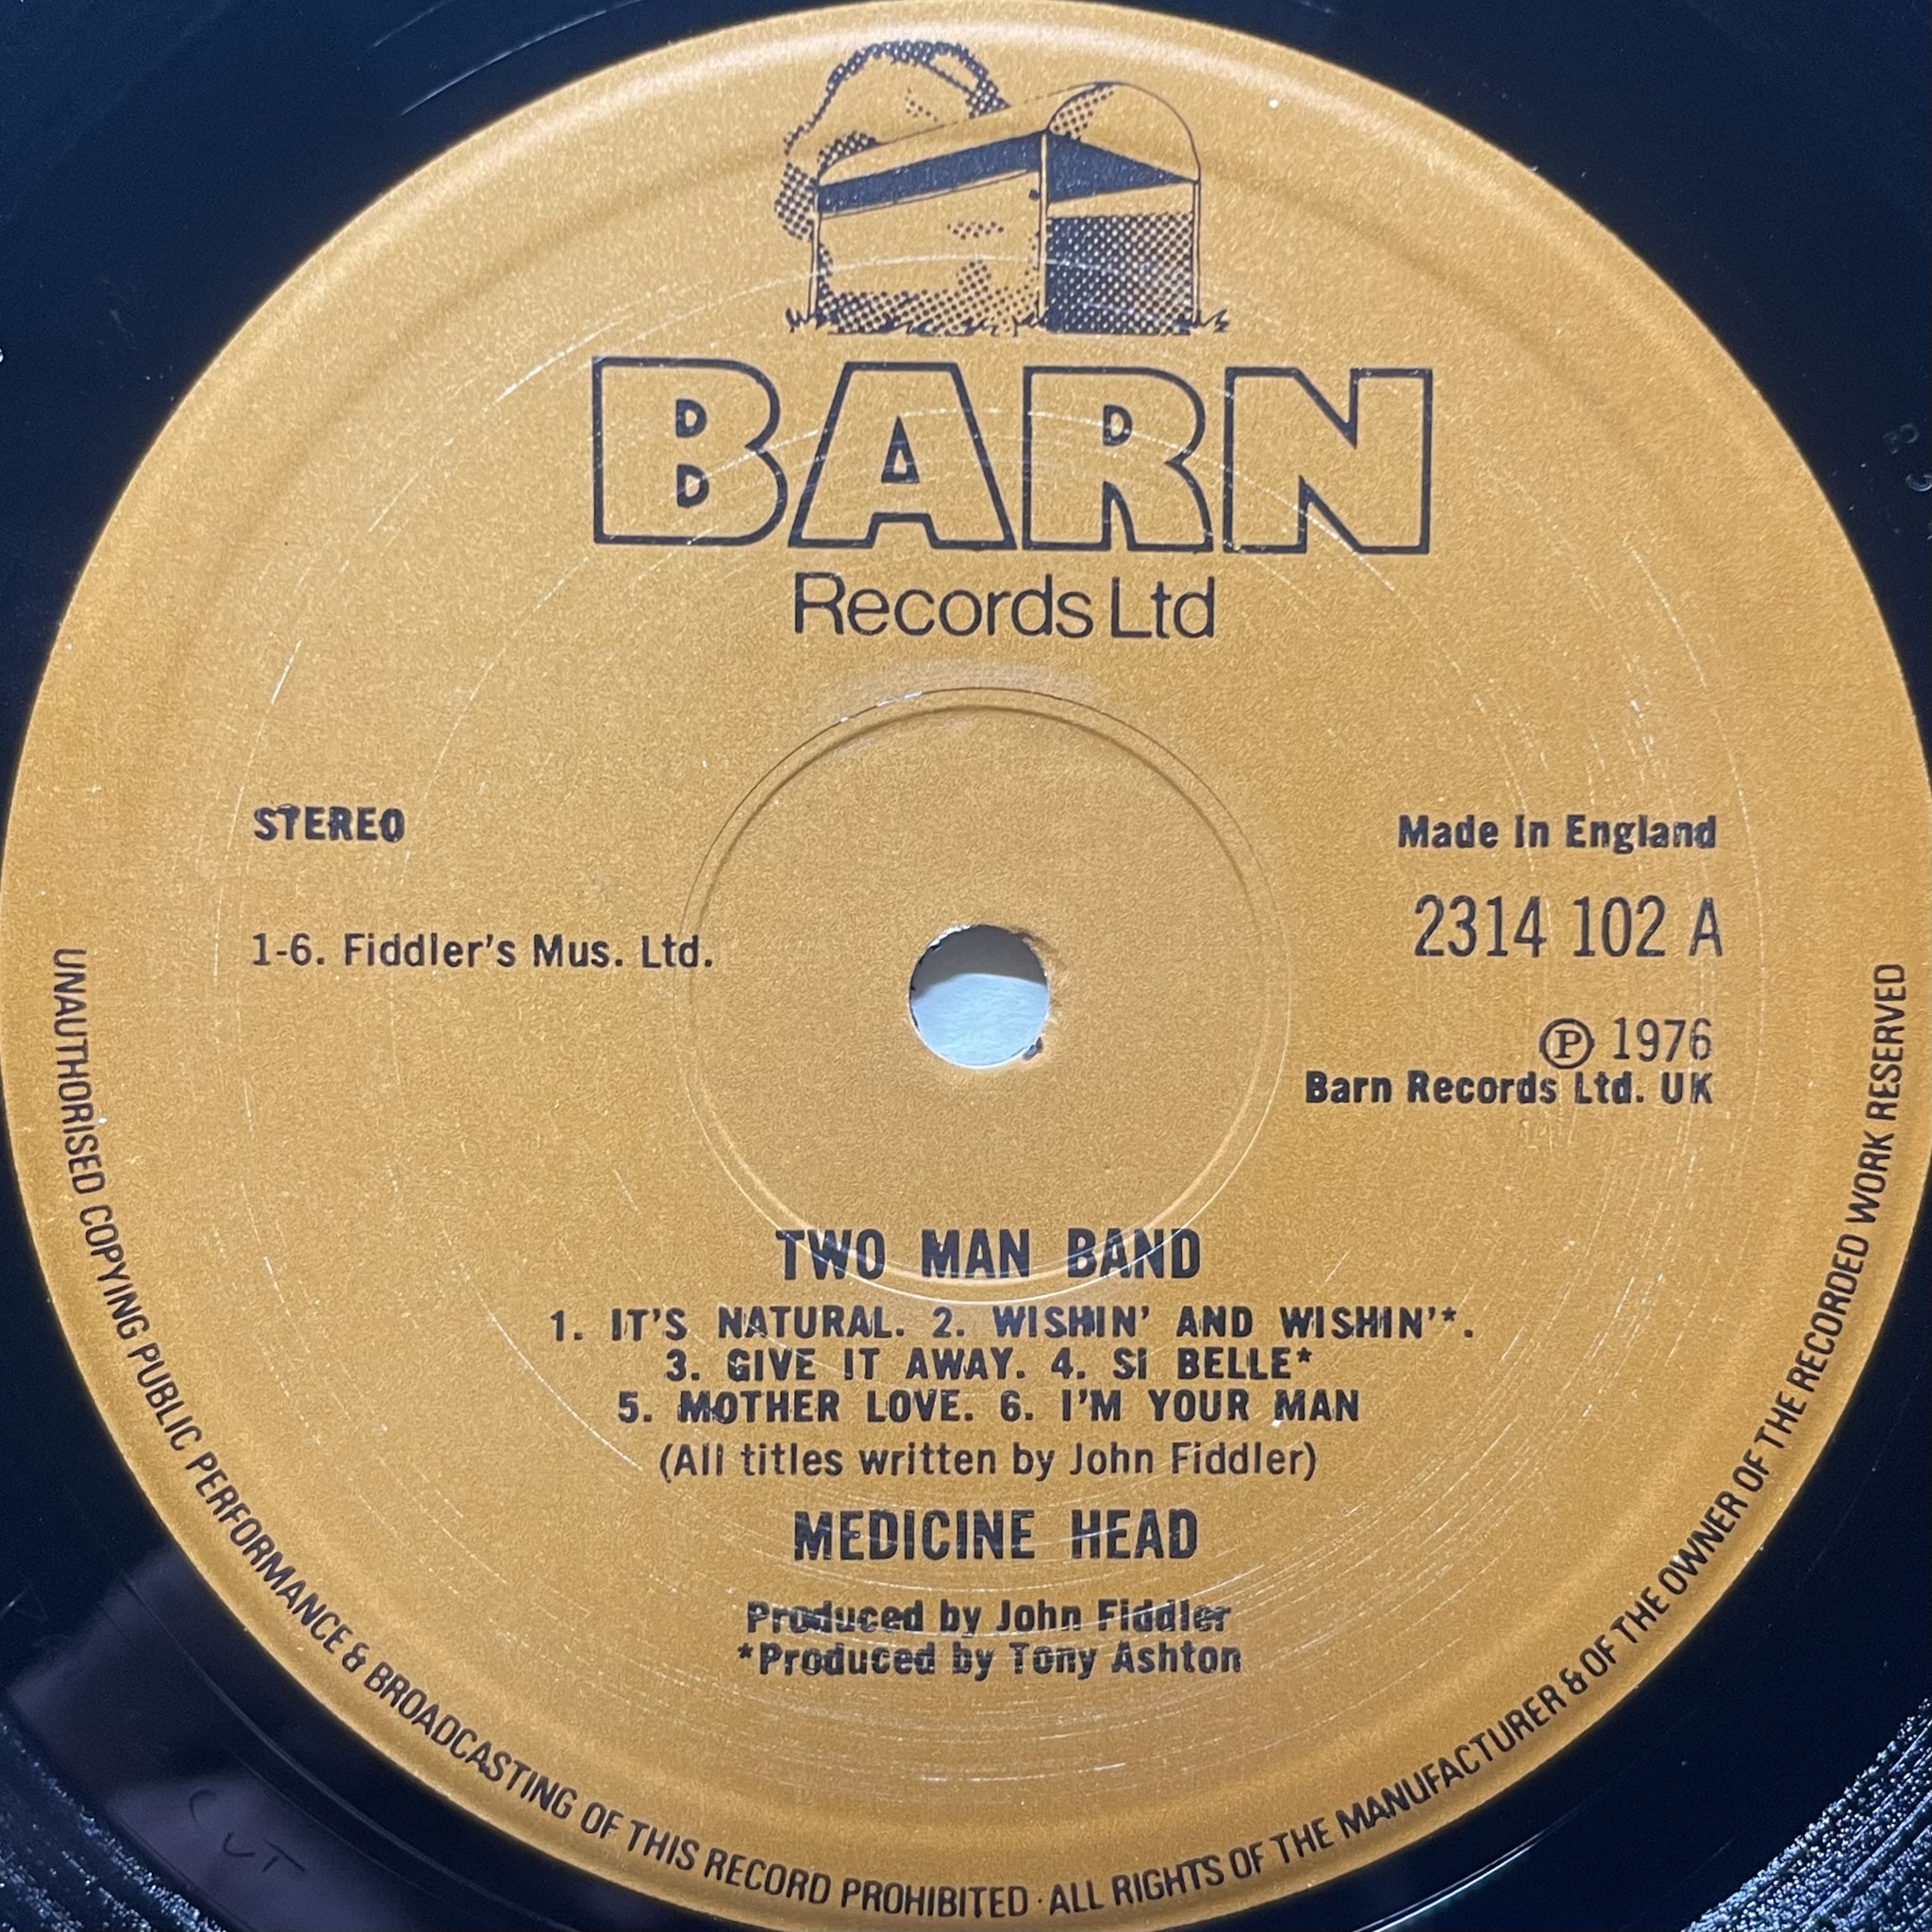 BARN
Records Ltd
STEREO
Made in England
1-6. Fiddler's Mus. Ltd.
2314 102 A
Ⓟ 1976
Barn Records Ltd. UK
TWO MAN BAND
1. IT'S NATURAL. 2. WISHIN' AND WISHIN'*.
3. GIVE IT AWAY. 4. SI BELLE*
5. MOTHER LOVE. 6. I'M YOUR MAN
(All titles written by John Fiddler)
MEDICINE HEAD
Produced by John Fiddler
*Produced by Tony Ashton
UNAUTHORISED COPYING PUBLIC PERFORMANCE & BROADCASTING OF THIS RECORD PROHIBITED · ALL RIGHTS OF THE MANUFACTURER & OF THE OWNER OF THE RECORDED WORK RESERVED